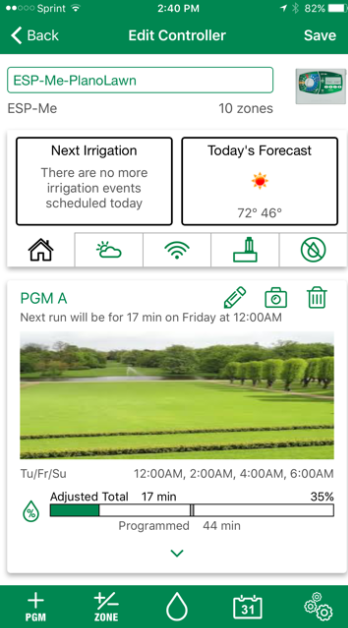 Sprint 2:40 PM 82%
Back Edit Controller Save
ESP-Me-PlanoLawn
ESP-Me 10 zones
Next Irrigation
There are no more
irrigation events
scheduled today
Today's Forecast
72° 46°
PGM A
Next run will be for 17 min on Friday at 12:00AM
Tu/Fr/Su 12:00AM, 2:00AM, 4:00AM, 6:00AM
% Adjusted Total 17 min 35%
Programmed 44 min
PGM ZONE 31